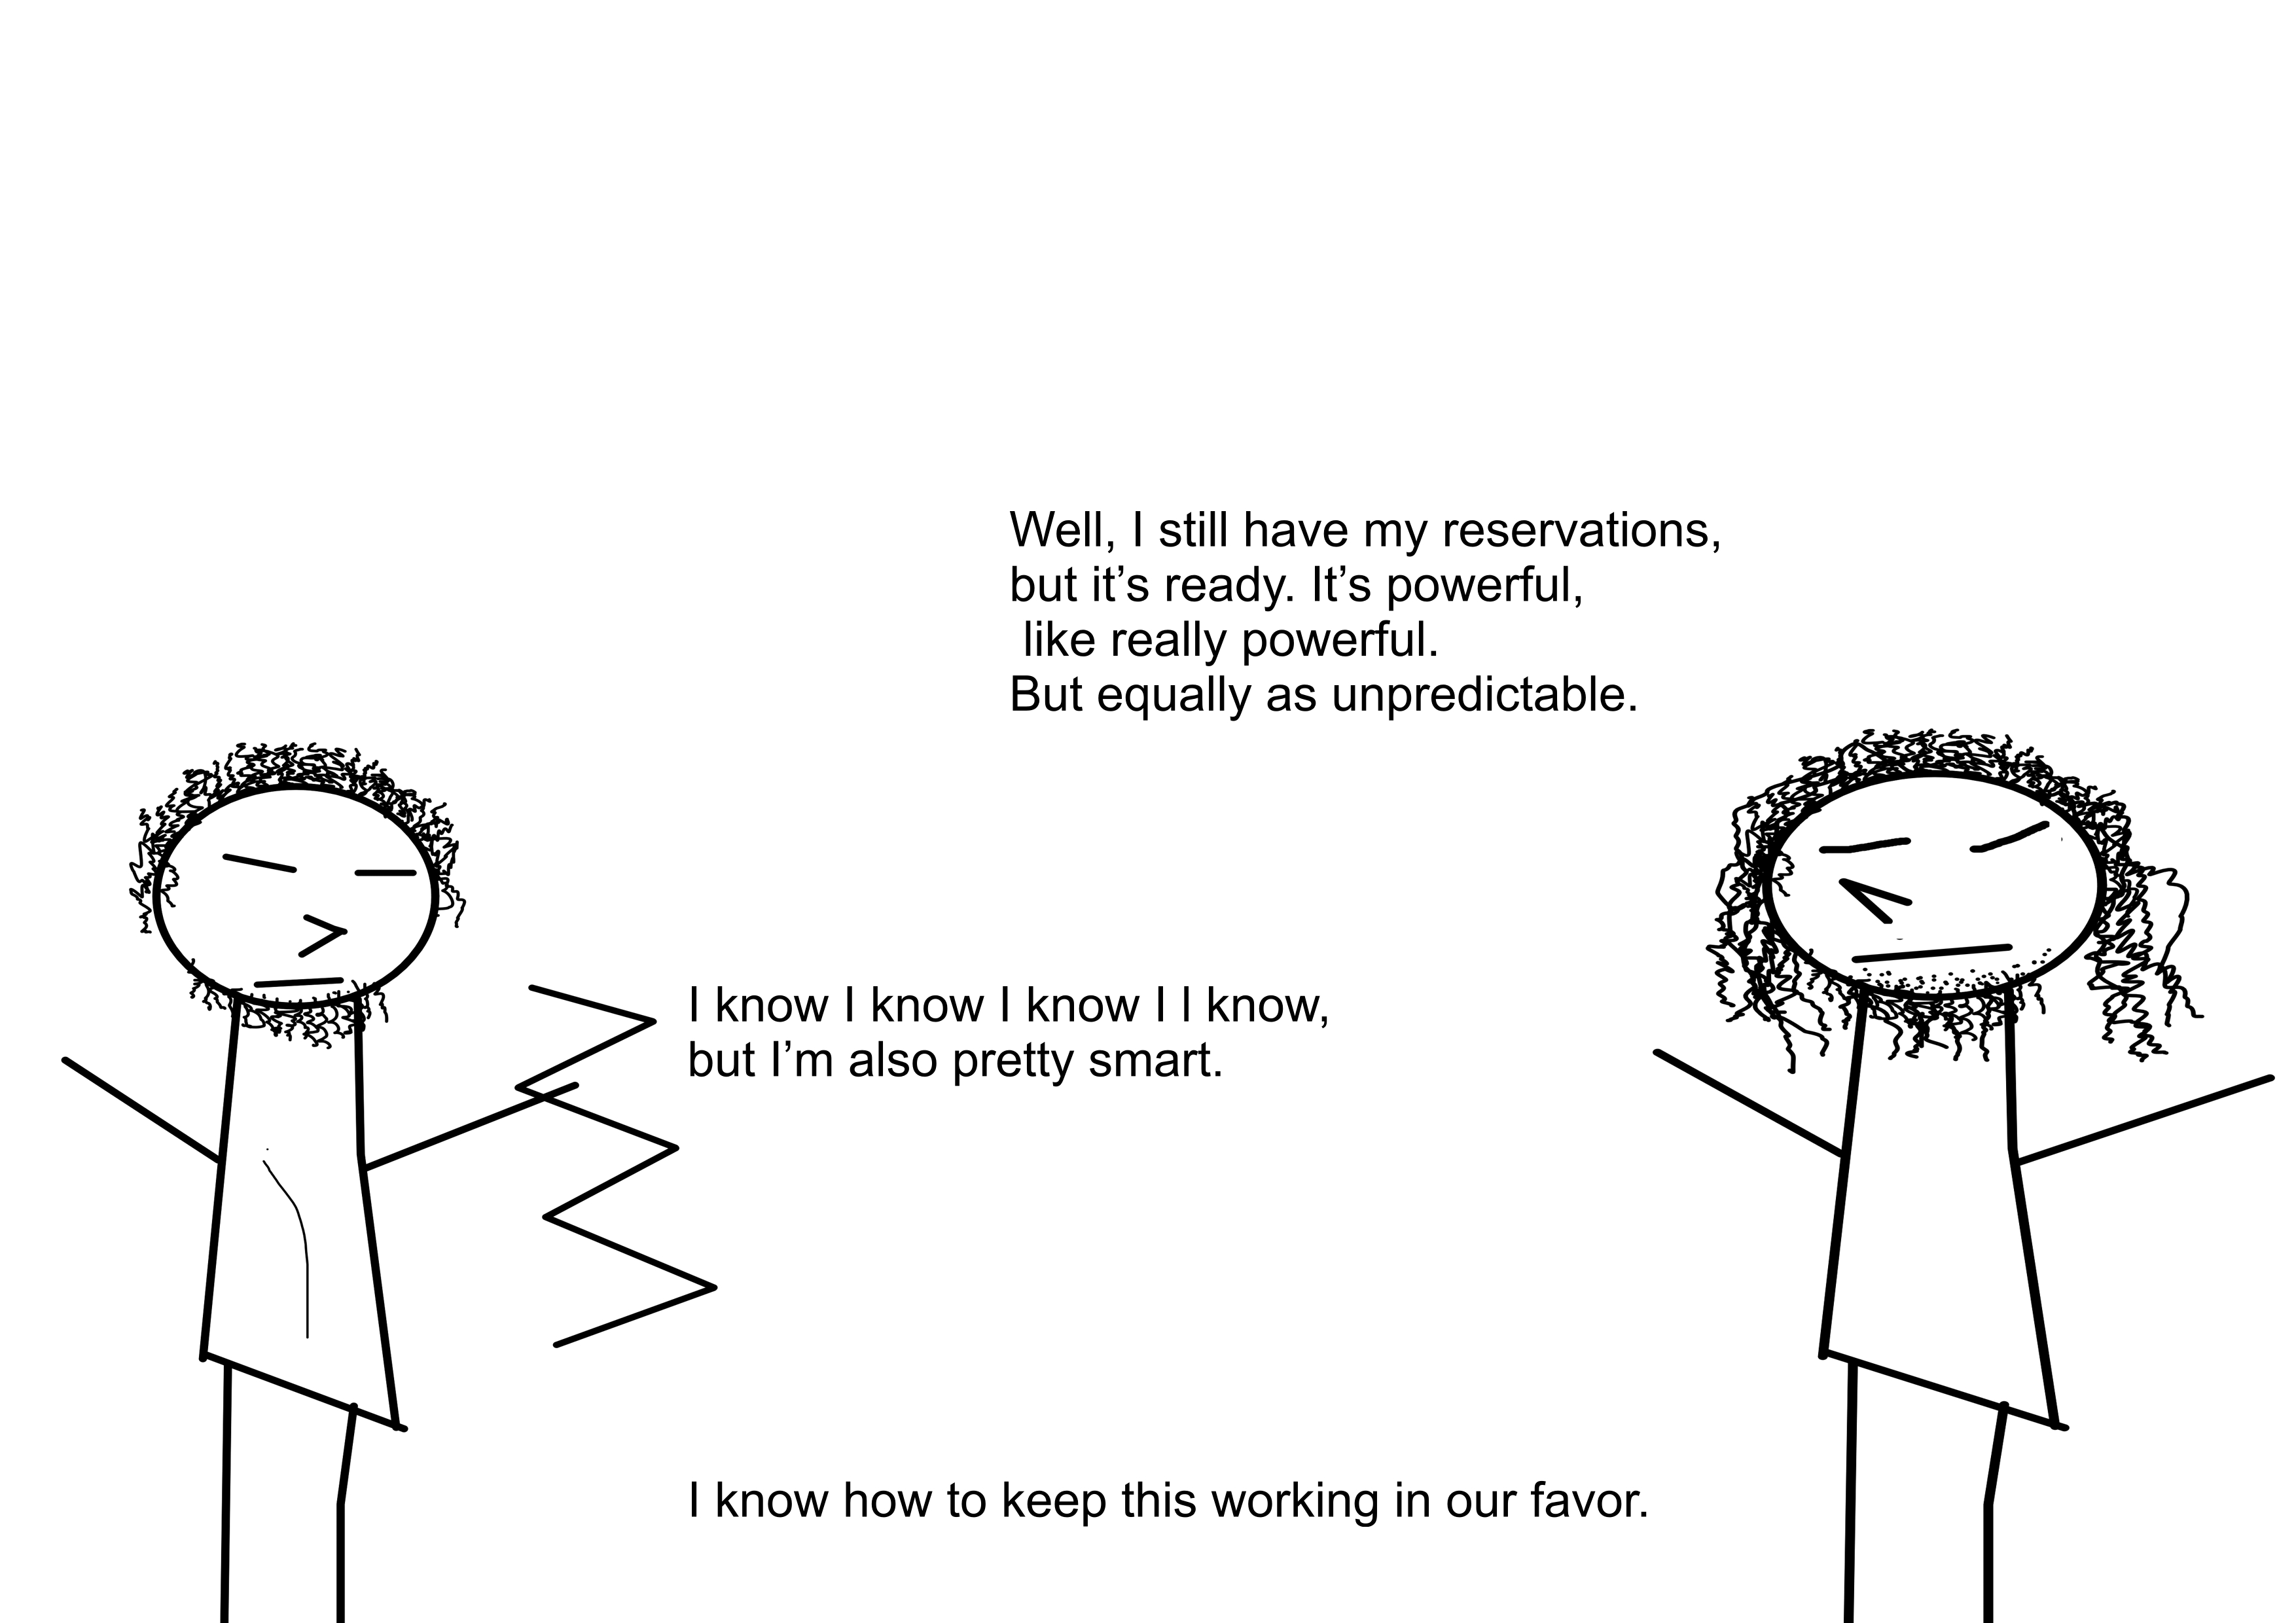 Well, I still have my reservations,
but it’s ready. It’s powerful,
like really powerful.
But equally as unpredictable.
I know I know I know I I know,
but I’m also pretty smart.
I know how to keep this working in our favor.